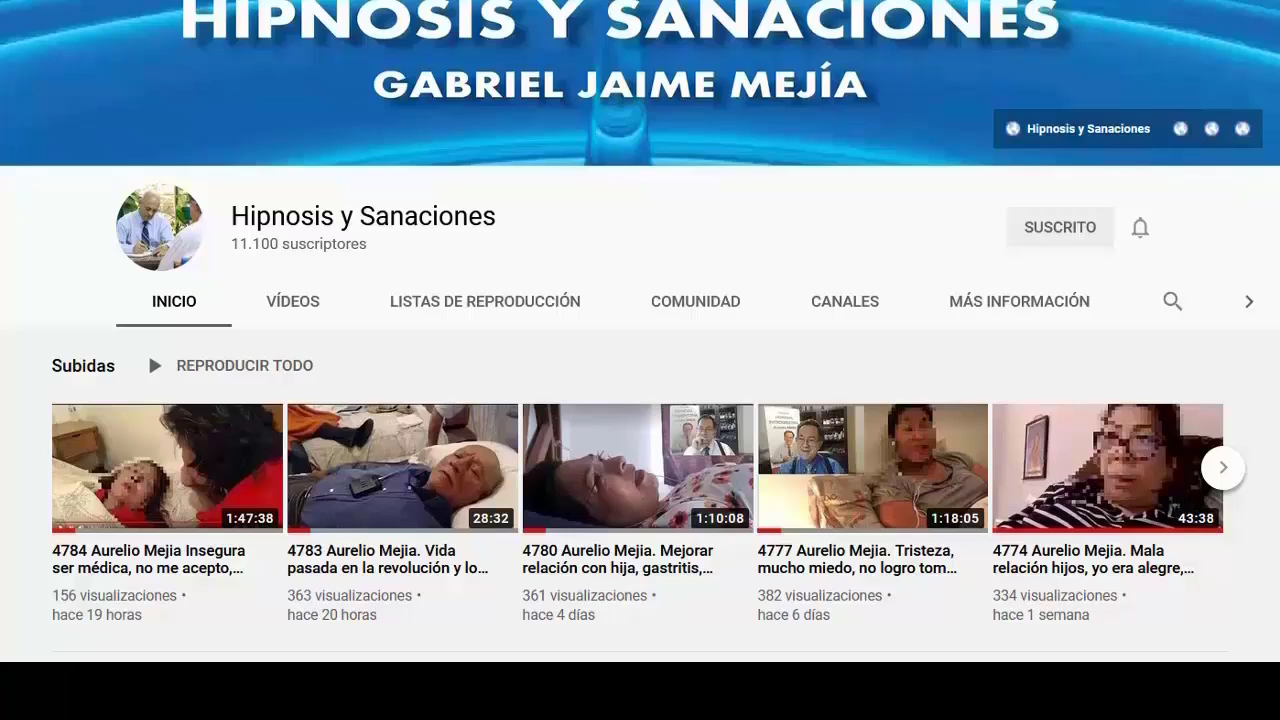 HIPNOSIS Y SANACIONES
GABRIEL JAIME MEJÍA
Hipnosis y Sanaciones
Hipnosis y Sanaciones
11.100 suscriptores
SUSCRITO
INICIO VÍDEOS LISTAS DE REPRODUCCIÓN COMUNIDAD CANALES MÁS INFORMACIÓN
Subidas REPRODUCIR TODO
1:47:38 28:32 1:10:08 1:18:05 43:38
4784 Aurelio Mejia Insegura
ser médica, no me acepto,...
156 visualizaciones •
hace 19 horas
4783 Aurelio Mejia. Vida
pasada en la revolución y lo...
363 visualizaciones •
hace 20 horas
4780 Aurelio Mejia. Mejorar
relación con hija, gastritis,...
361 visualizaciones •
hace 4 días
4777 Aurelio Mejia. Tristeza,
mucho miedo, no logro tom...
382 visualizaciones •
hace 6 días
4774 Aurelio Mejia. Mala
relación hijos, yo era alegre,...
334 visualizaciones •
hace 1 semana